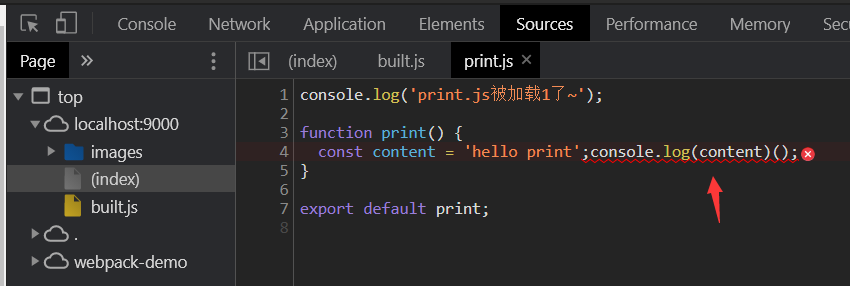 Console Network Application Elements Sources Performance Memory Sec
Page » (index) built.js print.js ×
top
localhost:9000
images
(index)
built.js
.
webpack-demo
1 console.log('print.js被加载1了~');
2
3 function print() {
4   const content = 'hello print';console.log(content)();
5 }
6
7 export default print;
8